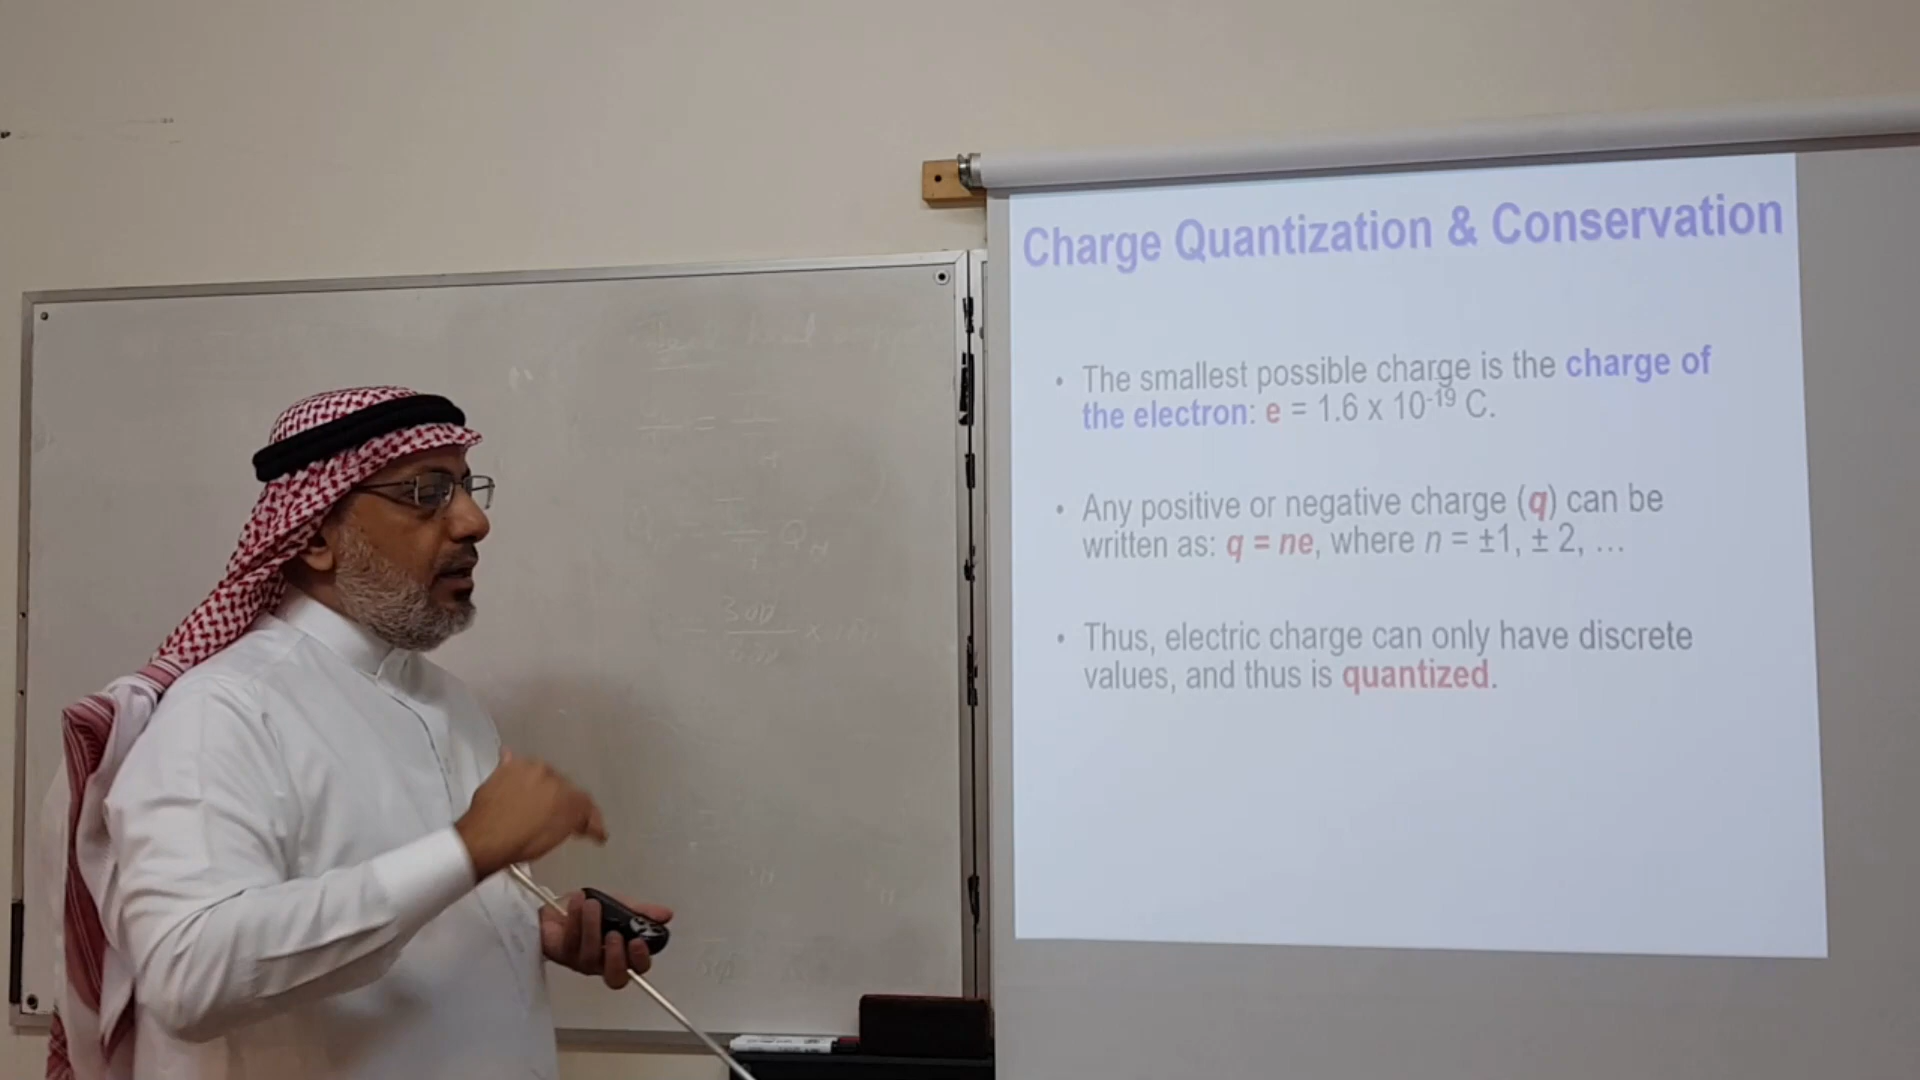 Charge Quantization & Conservation
• The smallest possible charge is the charge of
the electron: e = 1.6 x 10⁻¹⁹ C.
• Any positive or negative charge (q) can be
written as: q = ne, where n = ±1, ± 2, ...
• Thus, electric charge can only have discrete
values, and thus is quantized.
=
Q_H
300